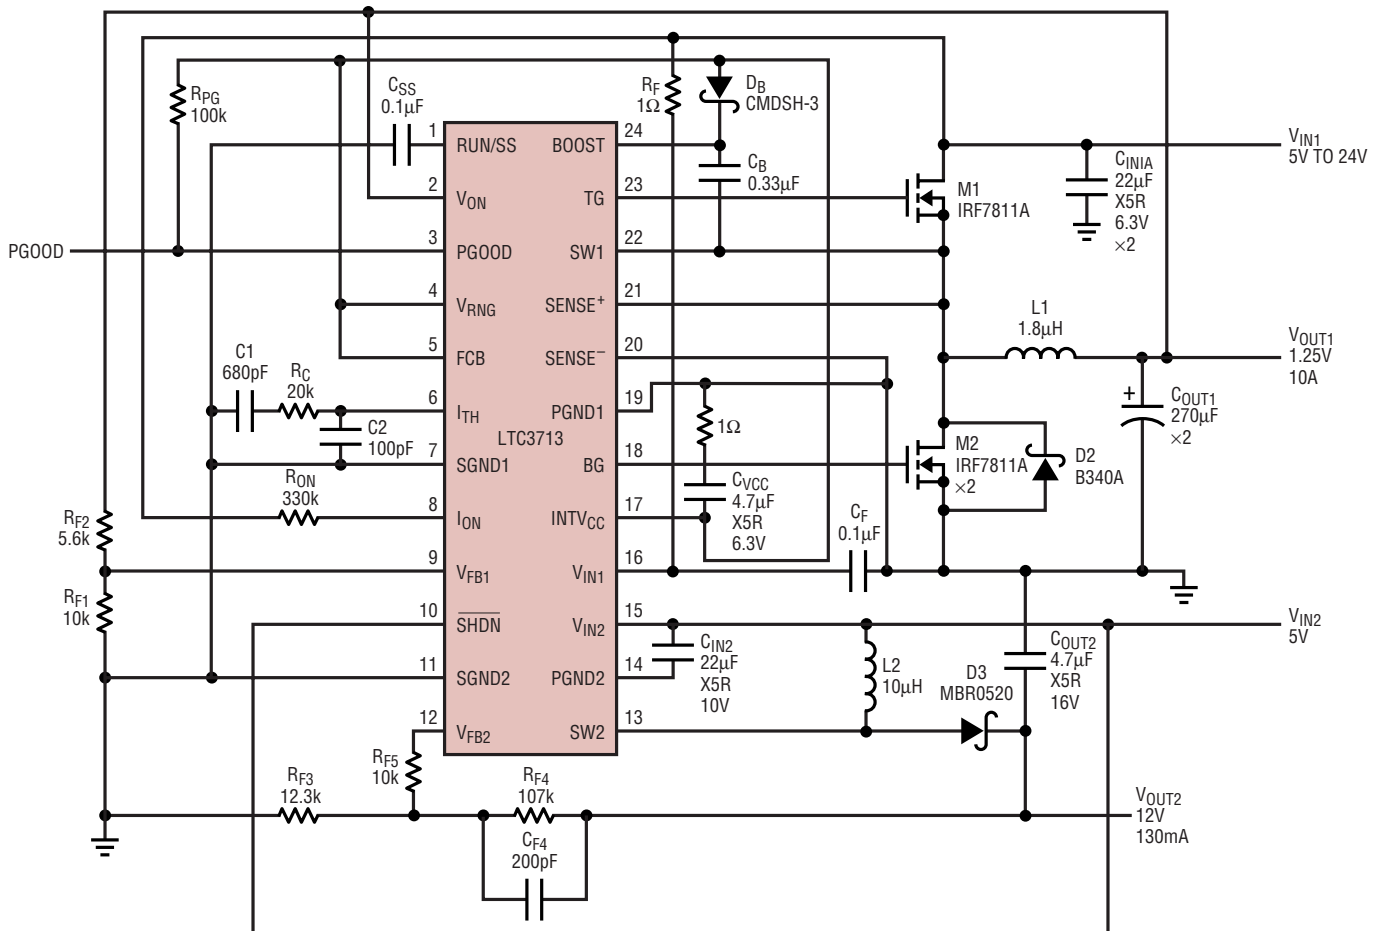 RPG
100k
CSS
0.1µF
RF
1Ω
DB
CMDSH-3
1
RUN/SS
BOOST
24
2
VON
TG
23
3
PGOOD
SW1
22
4
VRNG
SENSE+
21
5
FCB
SENSE–
20
6
ITH
PGND1
19
LTC3713
7
SGND1
BG
18
8
ION
INTVCC
17
9
VFB1
VIN1
16
10
SHDN
VIN2
15
11
SGND2
PGND2
14
12
VFB2
SW2
13
PGOOD
CB
0.33µF
M1
IRF7811A
CINIA
22µF
X5R
6.3V
×2
VIN1
5V TO 24V
L1
1.8µH
VOUT1
1.25V
10A
+
COUT1
270µF
×2
C1
680pF
RC
20k
C2
100pF
1Ω
CVCC
4.7µF
X5R
6.3V
M2
IRF7811A
×2
D2
B340A
RON
330k
CF
0.1µF
RF2
5.6k
RF1
10k
VIN2
5V
CIN2
22µF
X5R
10V
L2
10µH
D3
MBR0520
COUT2
4.7µF
X5R
16V
RF5
10k
RF3
12.3k
RF4
107k
CF4
200pF
VOUT2
12V
130mA